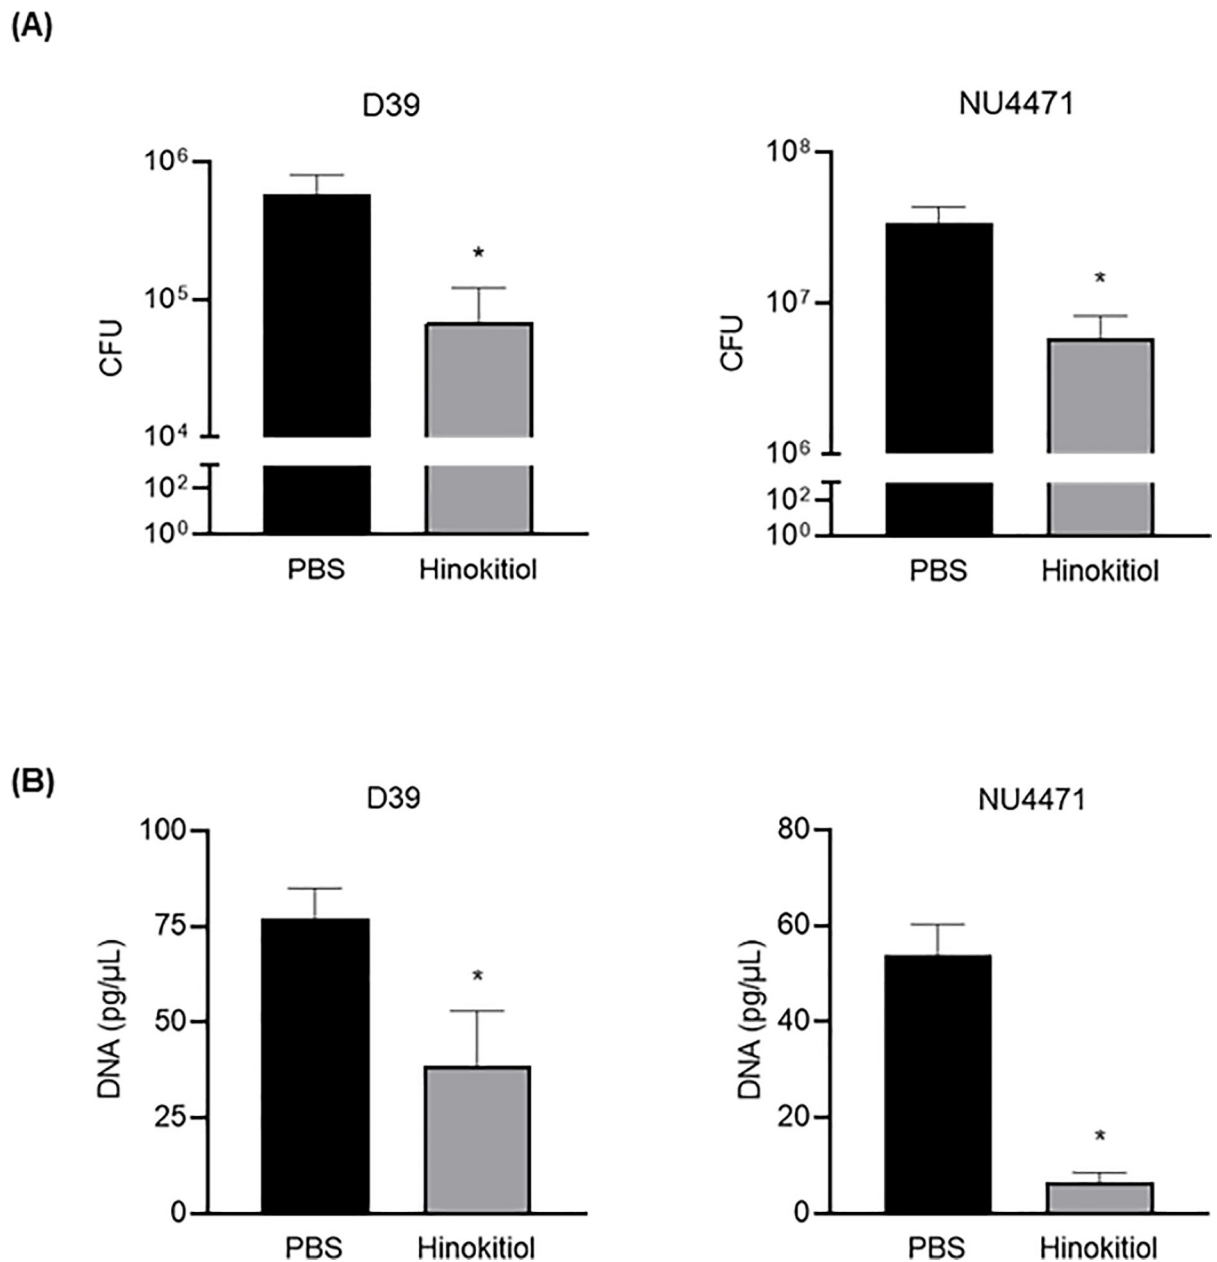 (A)
D39
10⁶
10⁵
10⁴
10²
10⁰
CFU
PBS Hinokitiol
NU4471
10⁸
10⁷
10⁶
10²
10⁰
CFU
PBS Hinokitiol
*
*
(B)
D39
100
75
50
25
0
DNA (pg/µL)
PBS Hinokitiol
NU4471
80
60
40
20
0
DNA (pg/µL)
PBS Hinokitiol
*
*